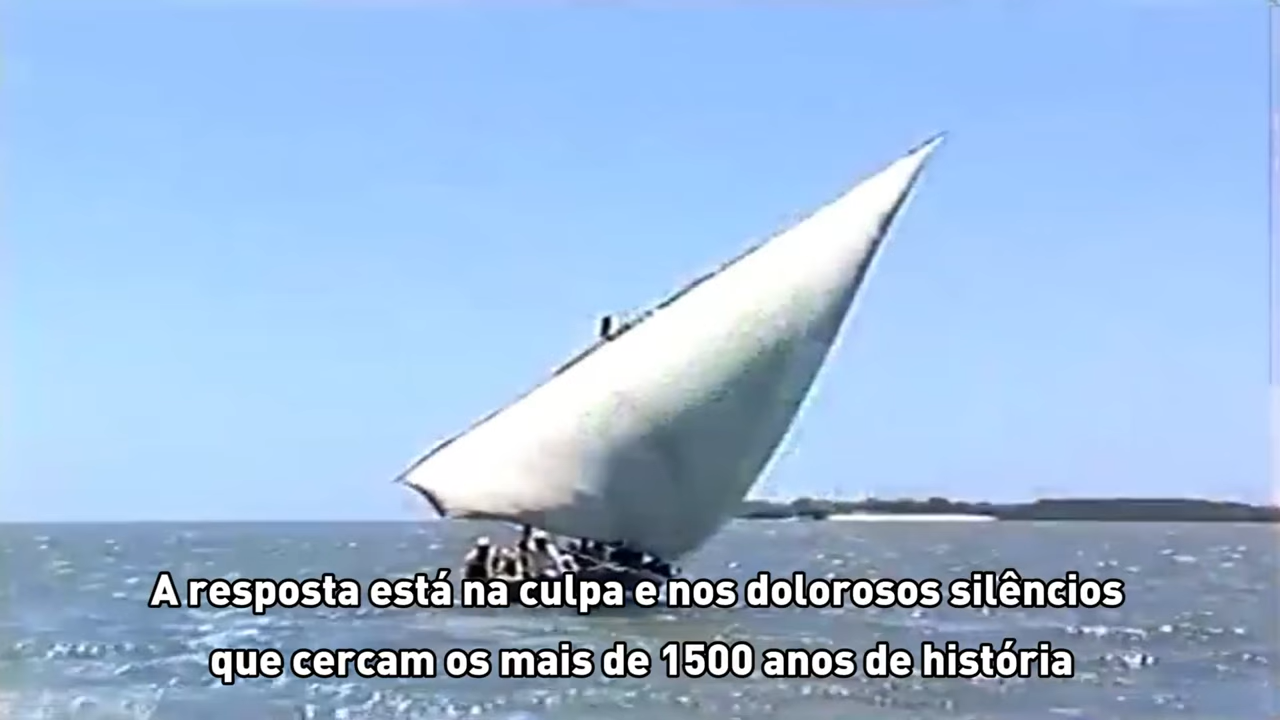 A resposta está na culpa e nos dolorosos silêncios
que cercam os mais de 1500 anos de história